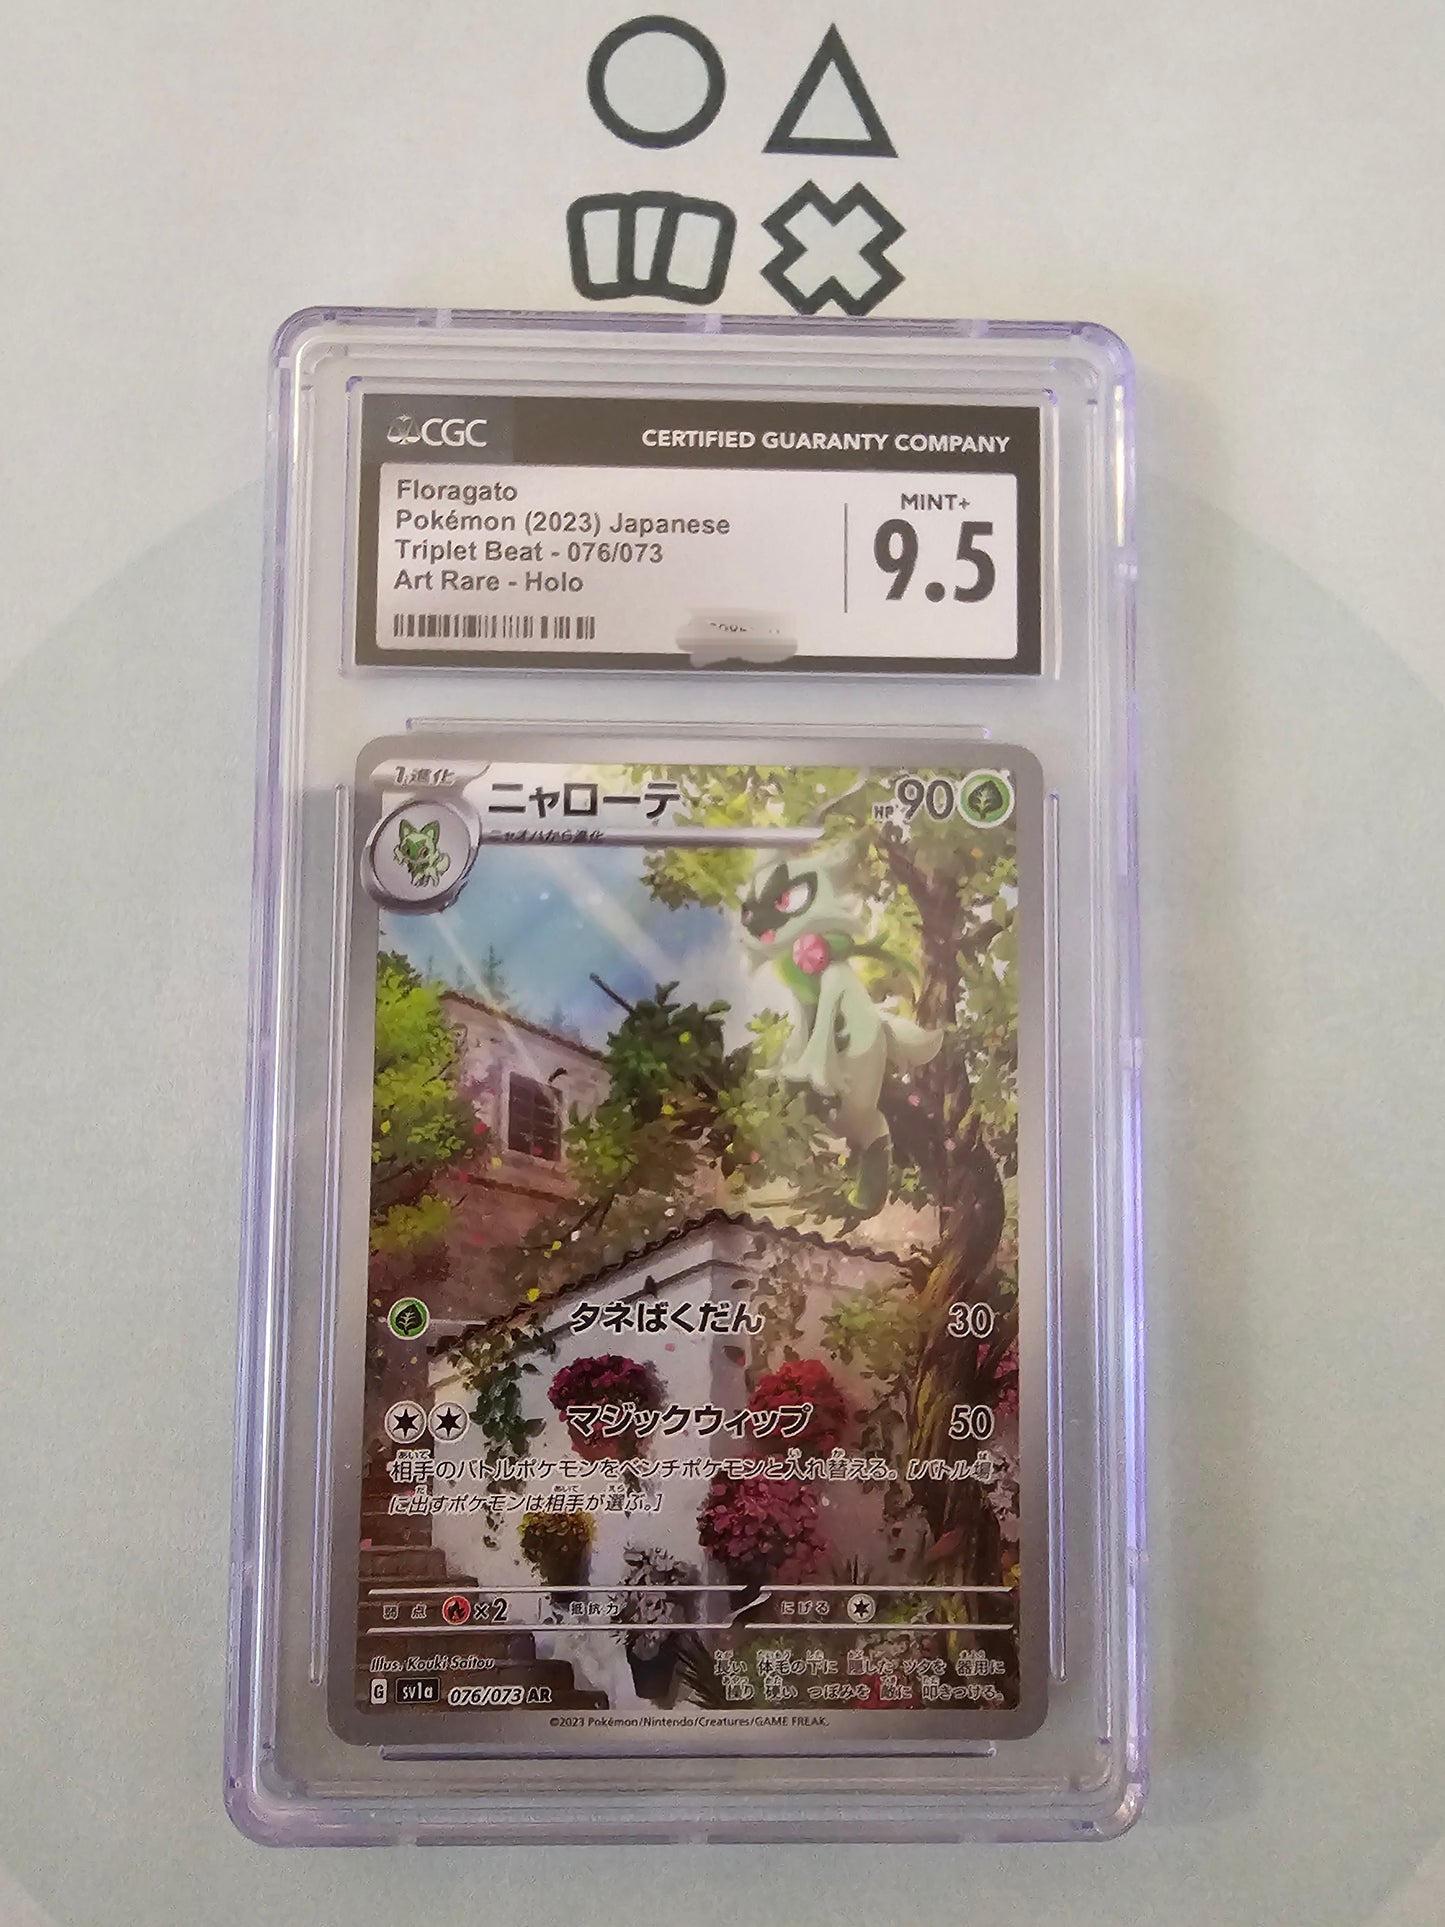 CGC
CERTIFIED GUARANTY COMPANY
Floragato
Pokémon (2023) Japanese
Triplet Beat - 076/073
Art Rare - Holo
MINT+
9.5
1進化
ニャローテ
HP 90
ニャオハから進化
タネばくだん 30
マジックウィップ 50
相手のバトルポケモンをベンチポケモンと入れ替える。[バトル場
に出すポケモンは相手が選ぶ。]
弱点 ×2 抵抗力 にげる
Illus. Kouki Saitou
長い 体毛の下に 隠した ツタを 器用に
操り 硬い つぼみを 敵に 叩きつける。
G sv1a 076/073 AR
©2023 Pokémon/Nintendo/Creatures/GAME FREAK.